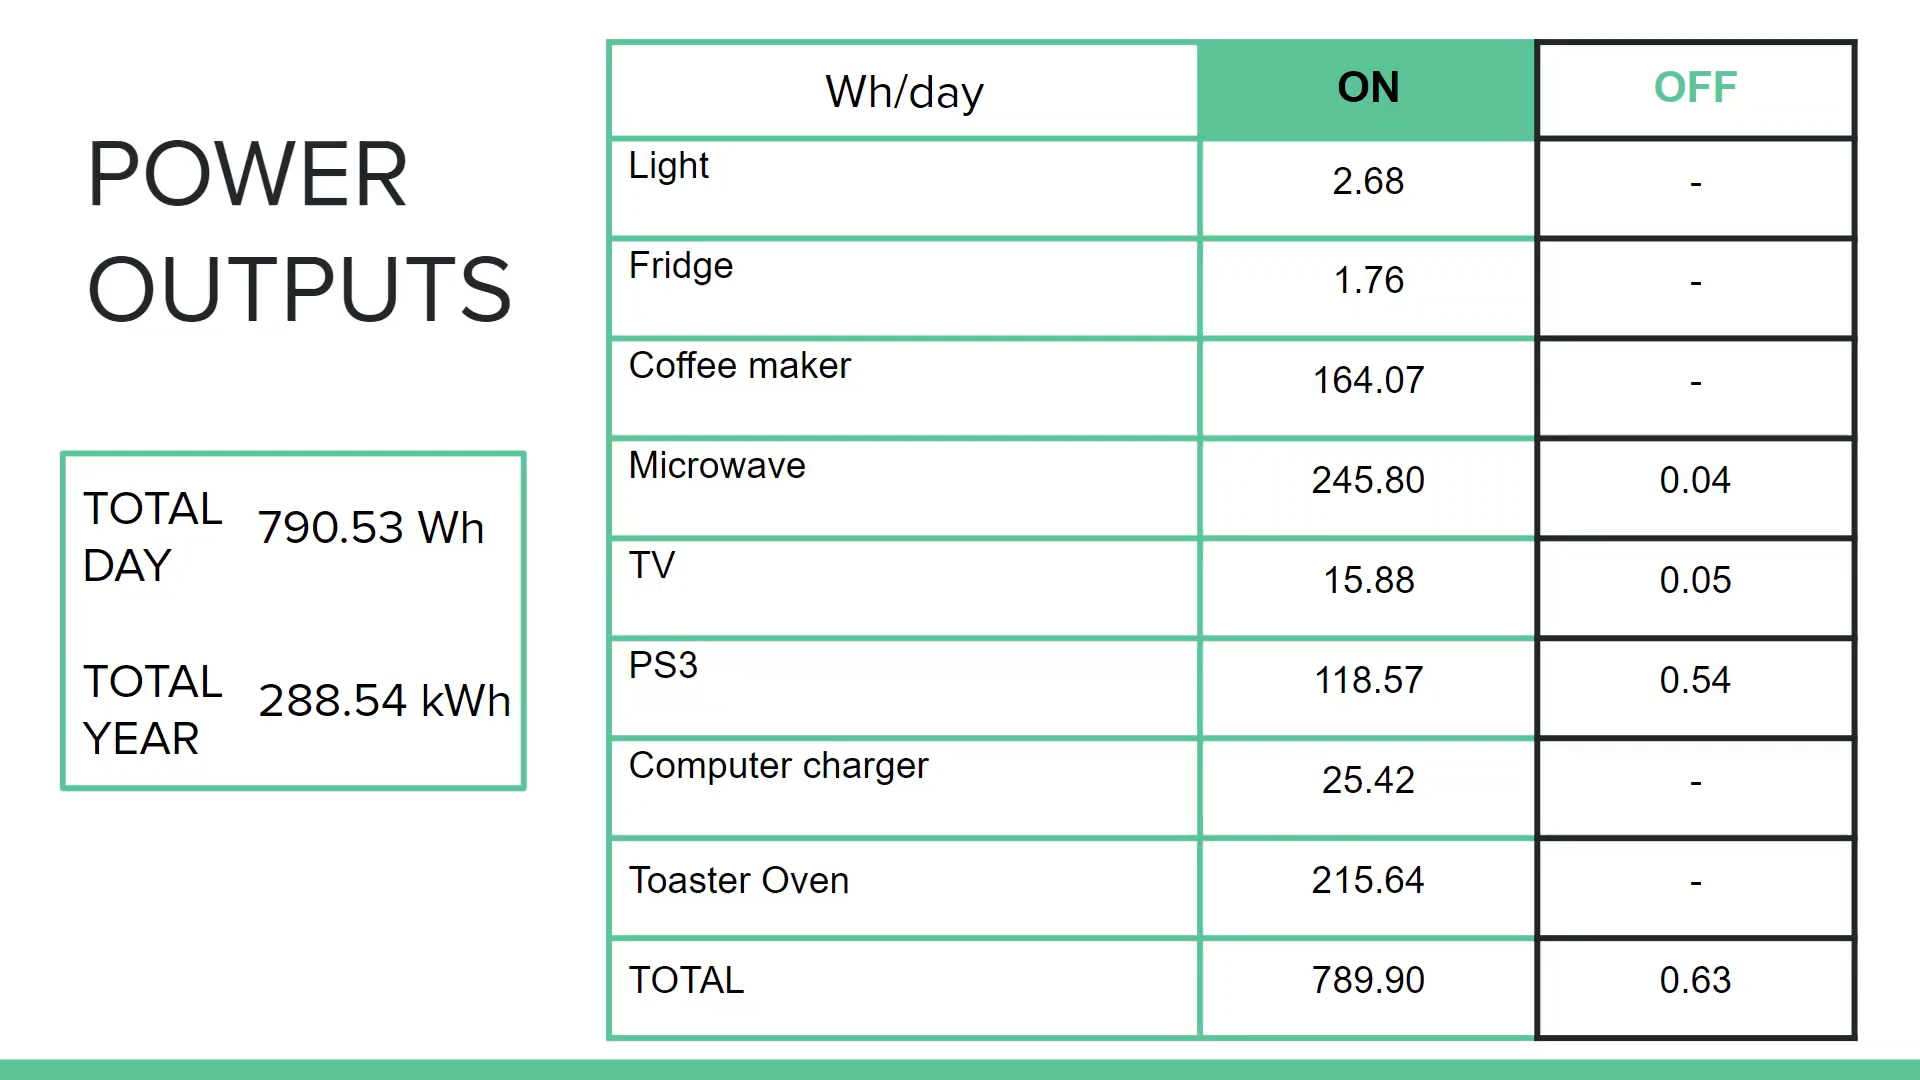 POWER
OUTPUTS
TOTAL DAY 790.53 Wh
TOTAL YEAR 288.54 kWh
Wh/day ON OFF
Light 2.68 -
Fridge 1.76 -
Coffee maker 164.07 -
Microwave 245.80 0.04
TV 15.88 0.05
PS3 118.57 0.54
Computer charger 25.42 -
Toaster Oven 215.64 -
TOTAL 789.90 0.63